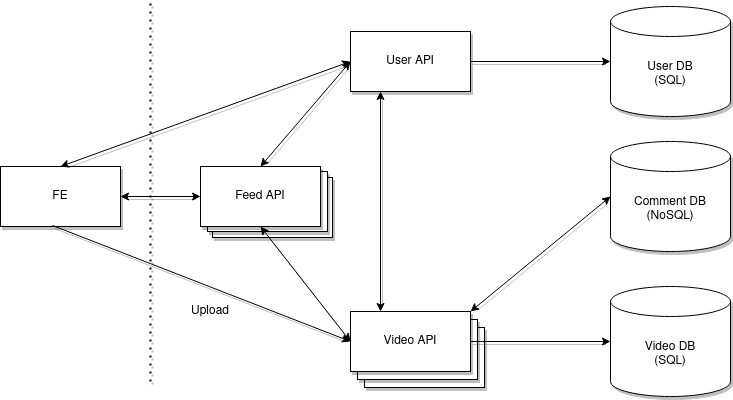 User API
User DB
(SQL)
FE
Feed API
Comment DB
(NoSQL)
Upload
Video API
Video DB
(SQL)